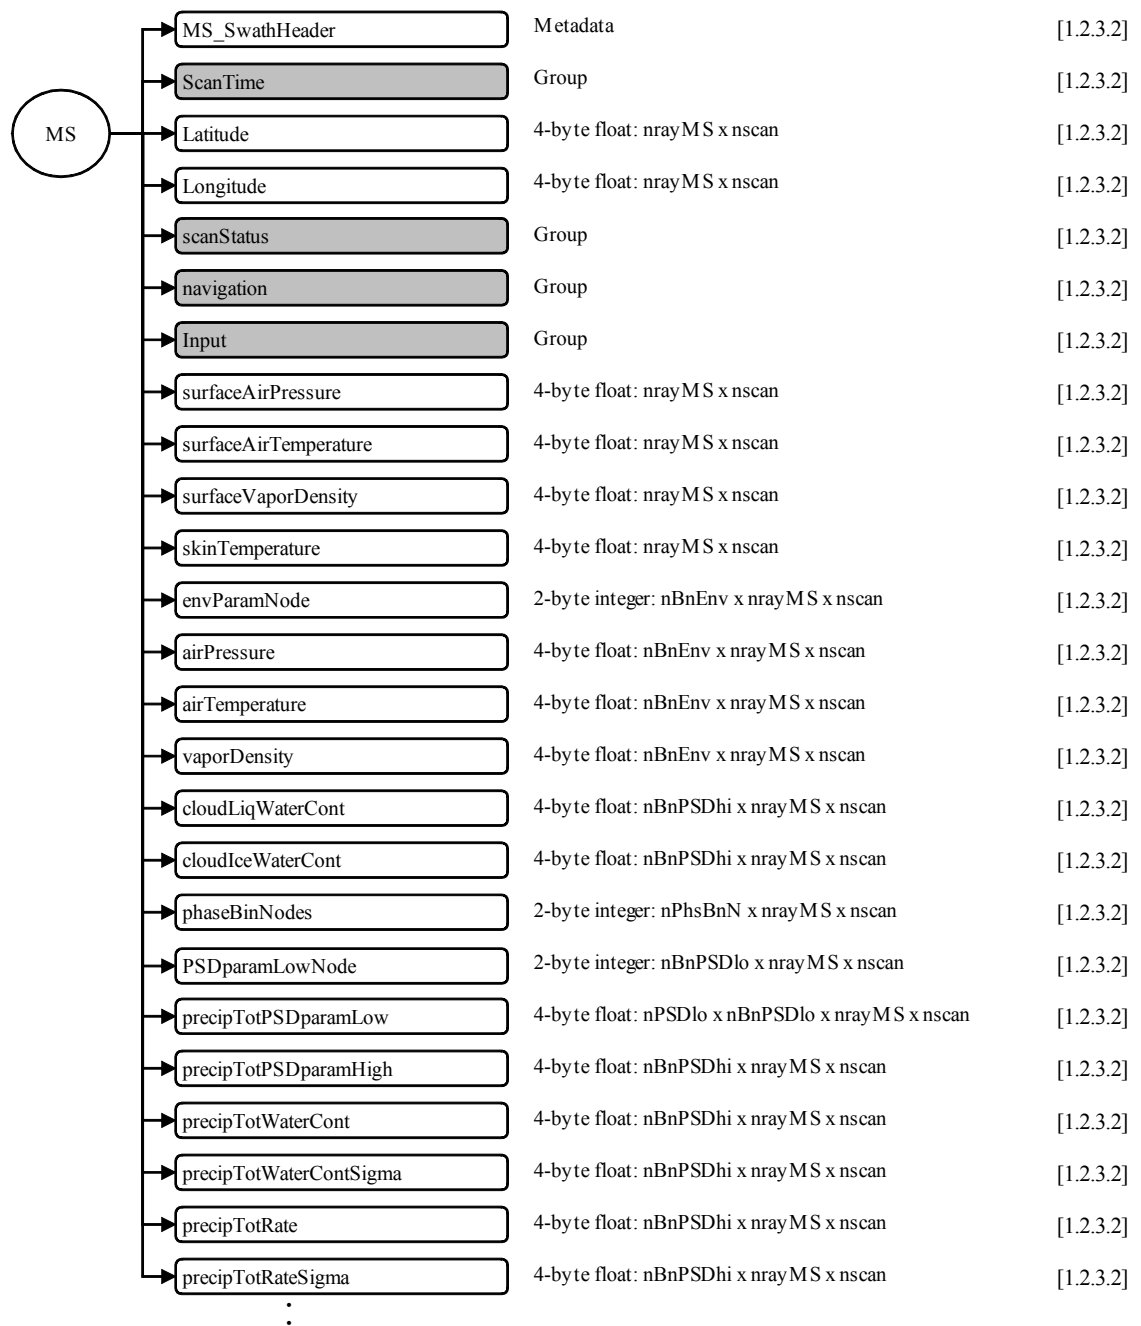 MS_SwathHeader Metadata [1.2.3.2]
ScanTime Group [1.2.3.2]
MS Latitude 4-byte float: nrayMS x nscan [1.2.3.2]
Longitude 4-byte float: nrayMS x nscan [1.2.3.2]
scanStatus Group [1.2.3.2]
navigation Group [1.2.3.2]
Input Group [1.2.3.2]
surfaceAirPressure 4-byte float: nrayMS x nscan [1.2.3.2]
surfaceAirTemperature 4-byte float: nrayMS x nscan [1.2.3.2]
surfaceVaporDensity 4-byte float: nrayMS x nscan [1.2.3.2]
skinTemperature 4-byte float: nrayMS x nscan [1.2.3.2]
envParamNode 2-byte integer: nBnEnv x nrayMS x nscan [1.2.3.2]
airPressure 4-byte float: nBnEnv x nrayMS x nscan [1.2.3.2]
airTemperature 4-byte float: nBnEnv x nrayMS x nscan [1.2.3.2]
vaporDensity 4-byte float: nBnEnv x nrayMS x nscan [1.2.3.2]
cloudLiqWaterCont 4-byte float: nBnPSDhi x nrayMS x nscan [1.2.3.2]
cloudIceWaterCont 4-byte float: nBnPSDhi x nrayMS x nscan [1.2.3.2]
phaseBinNodes 2-byte integer: nPhsBnN x nrayMS x nscan [1.2.3.2]
PSDparamLowNode 2-byte integer: nBnPSDlo x nrayMS x nscan [1.2.3.2]
precipTotPSDparamLow 4-byte float: nPSDlo x nBnPSDlo x nrayMS x nscan [1.2.3.2]
precipTotPSDparamHigh 4-byte float: nBnPSDhi x nrayMS x nscan [1.2.3.2]
precipTotWaterCont 4-byte float: nBnPSDhi x nrayMS x nscan [1.2.3.2]
precipTotWaterContSigma 4-byte float: nBnPSDhi x nrayMS x nscan [1.2.3.2]
precipTotRate 4-byte float: nBnPSDhi x nrayMS x nscan [1.2.3.2]
precipTotRateSigma 4-byte float: nBnPSDhi x nrayMS x nscan [1.2.3.2]